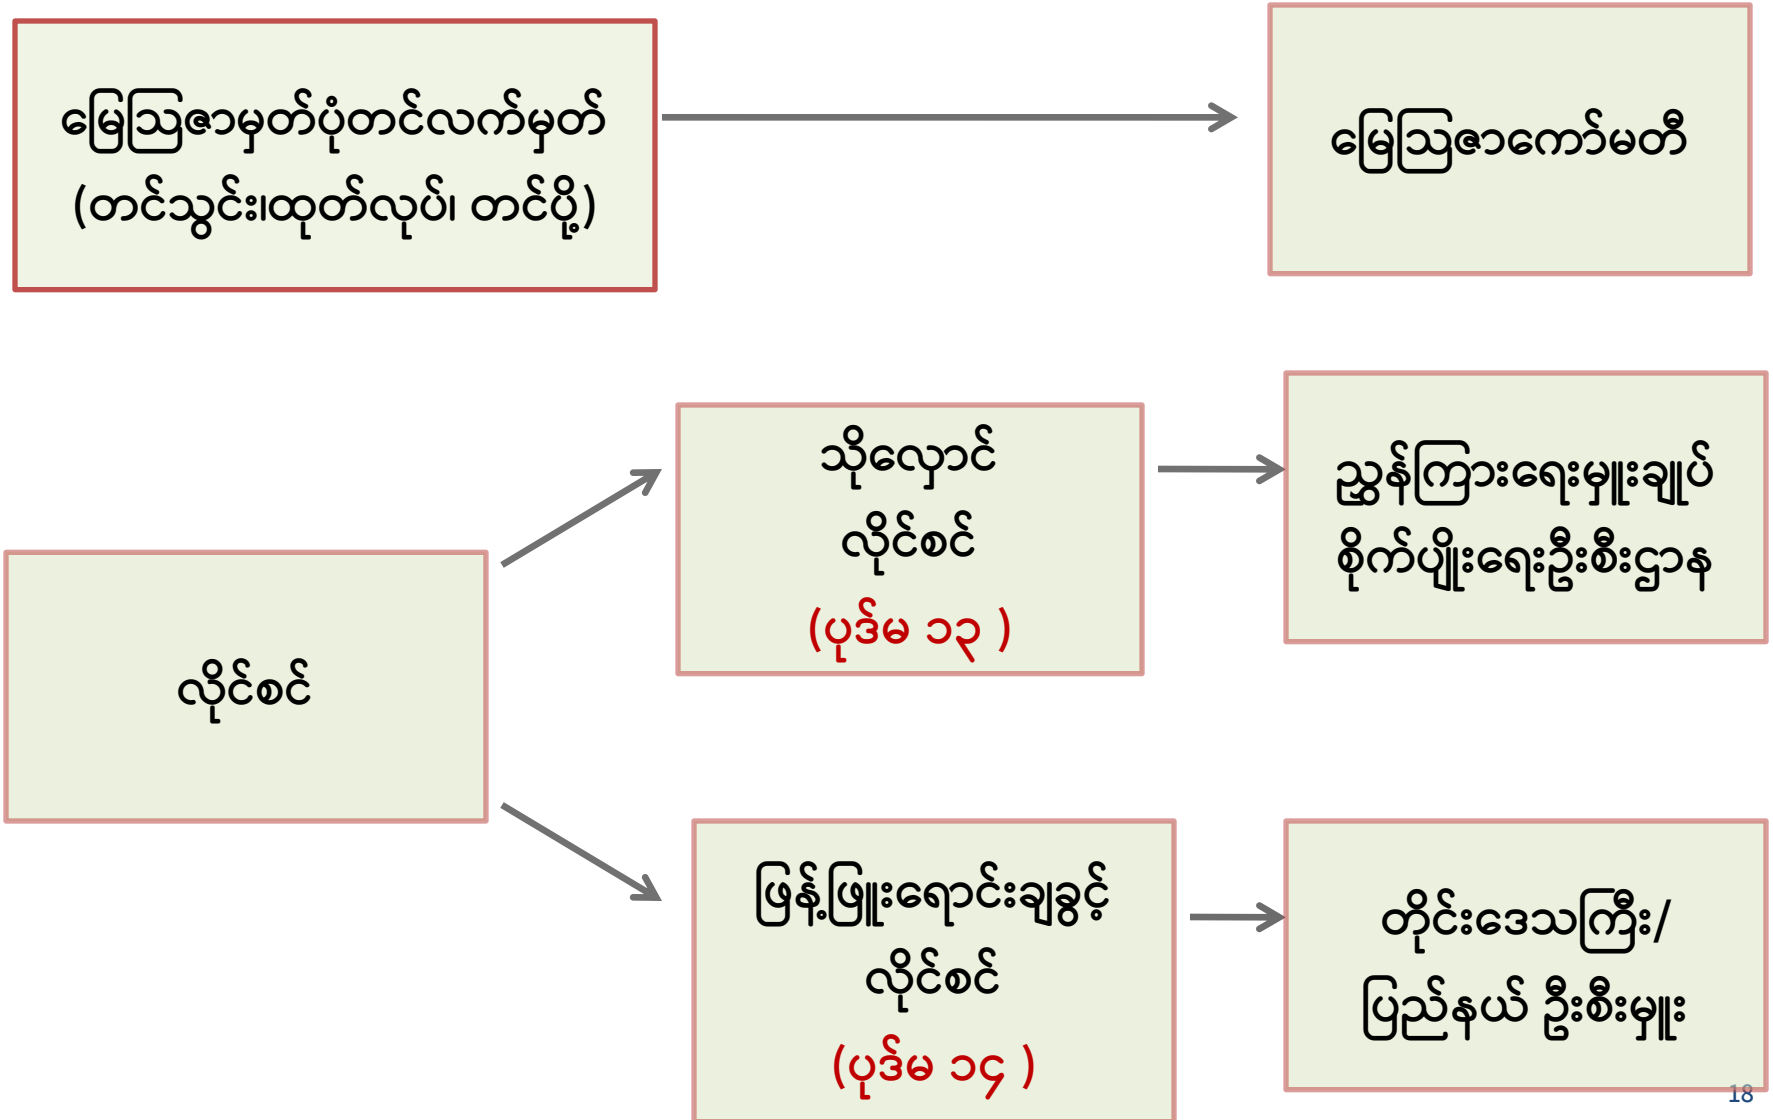 မြေသြဇာမှတ်ပုံတင်လက်မှတ်
(တင်သွင်း၊ထုတ်လုပ်၊ တင်ပို့)
မြေသြဇာကော်မတီ
လိုင်စင်
သိုလှောင်
လိုင်စင်
(ပုဒ်မ ၁၃ )
ညွှန်ကြားရေးမှူးချုပ်
စိုက်ပျိုးရေးဦးစီးဌာန
ဖြန့်ဖြူးရောင်းချခွင့်
လိုင်စင်
(ပုဒ်မ ၁၄ )
တိုင်းဒေသကြီး/
ပြည်နယ် ဦးစီးမှူး
18